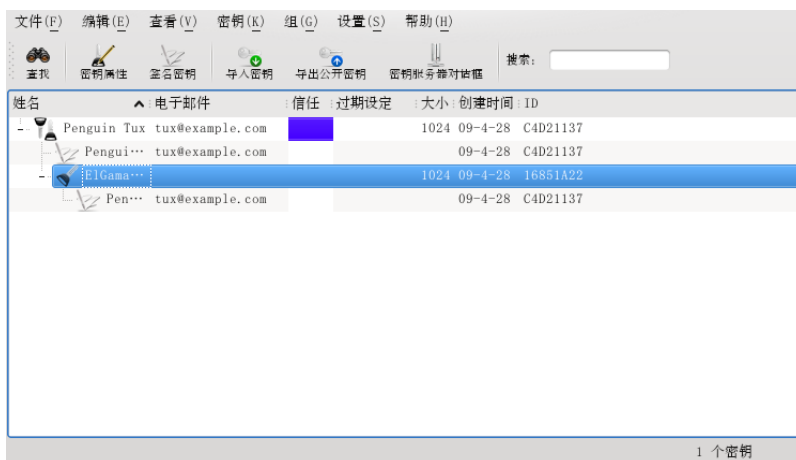 文件(F) 编辑(E) 查看(V) 密钥(K) 组(G) 设置(S) 帮助(H)
查找 密钥属性 签名密钥 导入密钥 导出公开密钥 密钥服务器对话框 搜索:
姓名 电子邮件 信任 过期设定 大小 创建时间 ID
Penguin Tux tux@example.com 1024 09-4-28 C4D21137
Pengui… tux@example.com 09-4-28 C4D21137
ElGama… 1024 09-4-28 16851A22
Pen… tux@example.com 09-4-28 C4D21137
1 个密钥